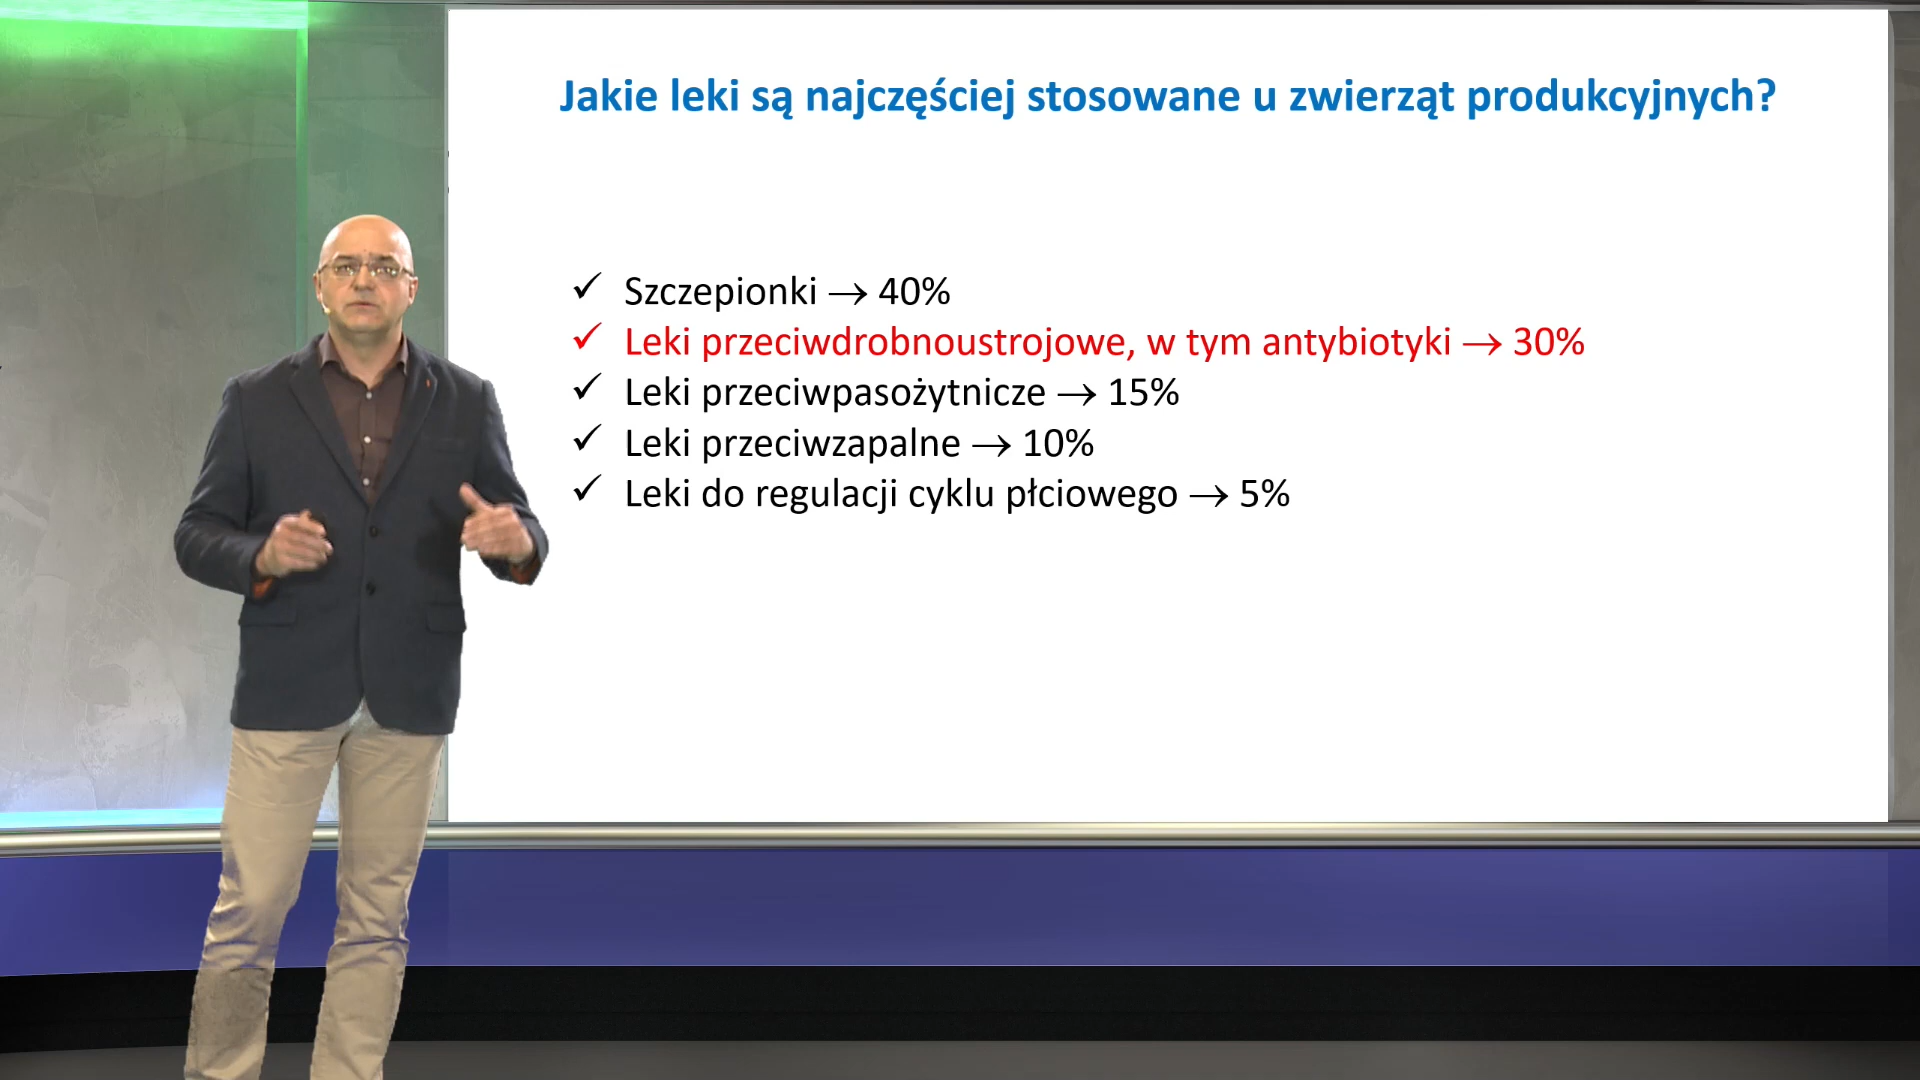 Jakie leki są najczęściej stosowane u zwierząt produkcyjnych?
✓ Szczepionki → 40%
✓ Leki przeciwdrobnoustrojowe, w tym antybiotyki → 30%
✓ Leki przeciwpasożytnicze → 15%
✓ Leki przeciwzapalne → 10%
✓ Leki do regulacji cyklu płciowego → 5%